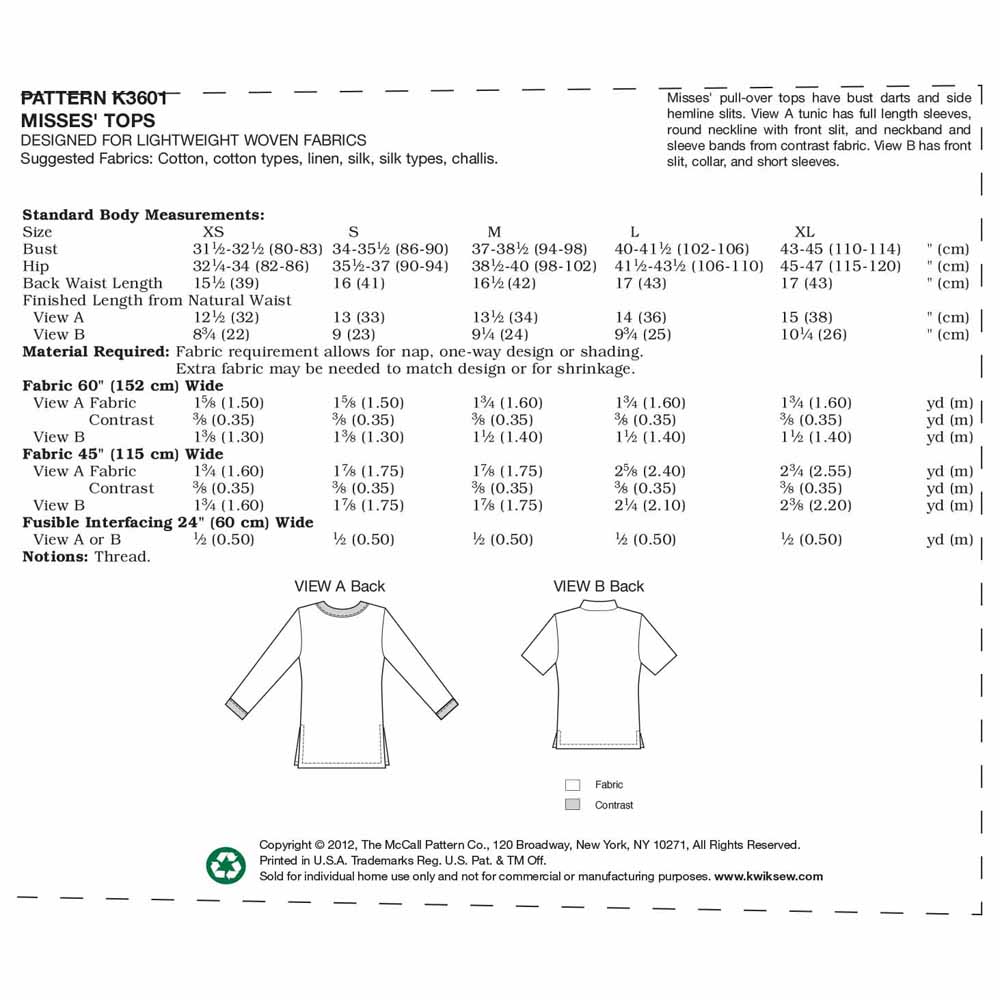 PATTERN K3601
MISSES' TOPS
DESIGNED FOR LIGHTWEIGHT WOVEN FABRICS
Suggested Fabrics: Cotton, cotton types, linen, silk, silk types, challis.
Misses' pull-over tops have bust darts and side
hemline slits. View A tunic has full length sleeves,
round neckline with front slit, and neckband and
sleeve bands from contrast fabric. View B has front
slit, collar, and short sleeves.
Standard Body Measurements:
Size XS S M L XL
Bust 31½-32½ (80-83) 34-35½ (86-90) 37-38½ (94-98) 40-41½ (102-106) 43-45 (110-114) " (cm)
Hip 32¼-34 (82-86) 35½-37 (90-94) 38½-40 (98-102) 41½-43½ (106-110) 45-47 (115-120) " (cm)
Back Waist Length 15½ (39) 16 (41) 16½ (42) 17 (43) 17 (43) " (cm)
Finished Length from Natural Waist
View A 12½ (32) 13 (33) 13½ (34) 14 (36) 15 (38) " (cm)
View B 8¾ (22) 9 (23) 9¼ (24) 9¾ (25) 10¼ (26) " (cm)
Material Required: Fabric requirement allows for nap, one-way design or shading.
Extra fabric may be needed to match design or for shrinkage.
Fabric 60" (152 cm) Wide
View A Fabric 1⅝ (1.50) 1⅝ (1.50) 1¾ (1.60) 1¾ (1.60) 1¾ (1.60) yd (m)
Contrast ⅜ (0.35) ⅜ (0.35) ⅜ (0.35) ⅜ (0.35) ⅜ (0.35) yd (m)
View B 1⅜ (1.30) 1⅜ (1.30) 1½ (1.40) 1½ (1.40) 1½ (1.40) yd (m)
Fabric 45" (115 cm) Wide
View A Fabric 1¾ (1.60) 1⅞ (1.75) 1⅞ (1.75) 2⅝ (2.40) 2¾ (2.55) yd (m)
Contrast ⅜ (0.35) ⅜ (0.35) ⅜ (0.35) ⅜ (0.35) ⅜ (0.35) yd (m)
View B 1¾ (1.60) 1⅞ (1.75) 1⅞ (1.75) 2¼ (2.10) 2⅜ (2.20) yd (m)
Fusible Interfacing 24" (60 cm) Wide
View A or B ½ (0.50) ½ (0.50) ½ (0.50) ½ (0.50) ½ (0.50) yd (m)
Notions: Thread.
VIEW A Back VIEW B Back
Fabric
Contrast
Copyright © 2012, The McCall Pattern Co., 120 Broadway, New York, NY 10271, All Rights Reserved.
Printed in U.S.A. Trademarks Reg. U.S. Pat. & TM Off.
Sold for individual home use only and not for commercial or manufacturing purposes. www.kwiksew.com